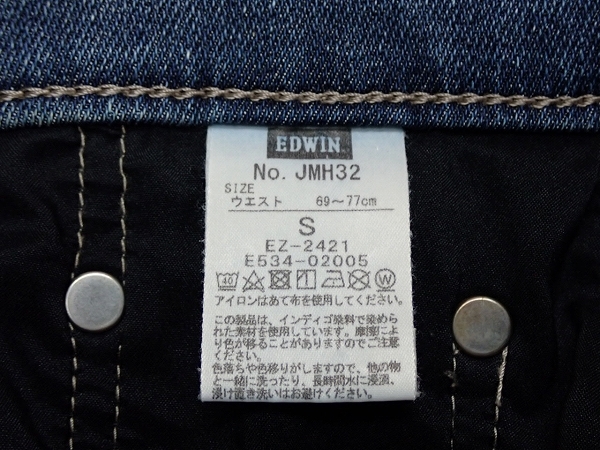 EDWIN
No. JMH32
SIZE
ウエスト 69～77cm
S
EZ-2421
E534-02005
40 W
アイロンはあて布を使用してください。
この製品は、インディゴ染料で染めら
れた素材を使用しています。摩擦によ
り色が移ることがありますのでご注意
ください。
色落ちや色移りがしますので、他の物
と一緒に洗ったり、長時間水に浸漬、
浸け置き洗いはお避けください。